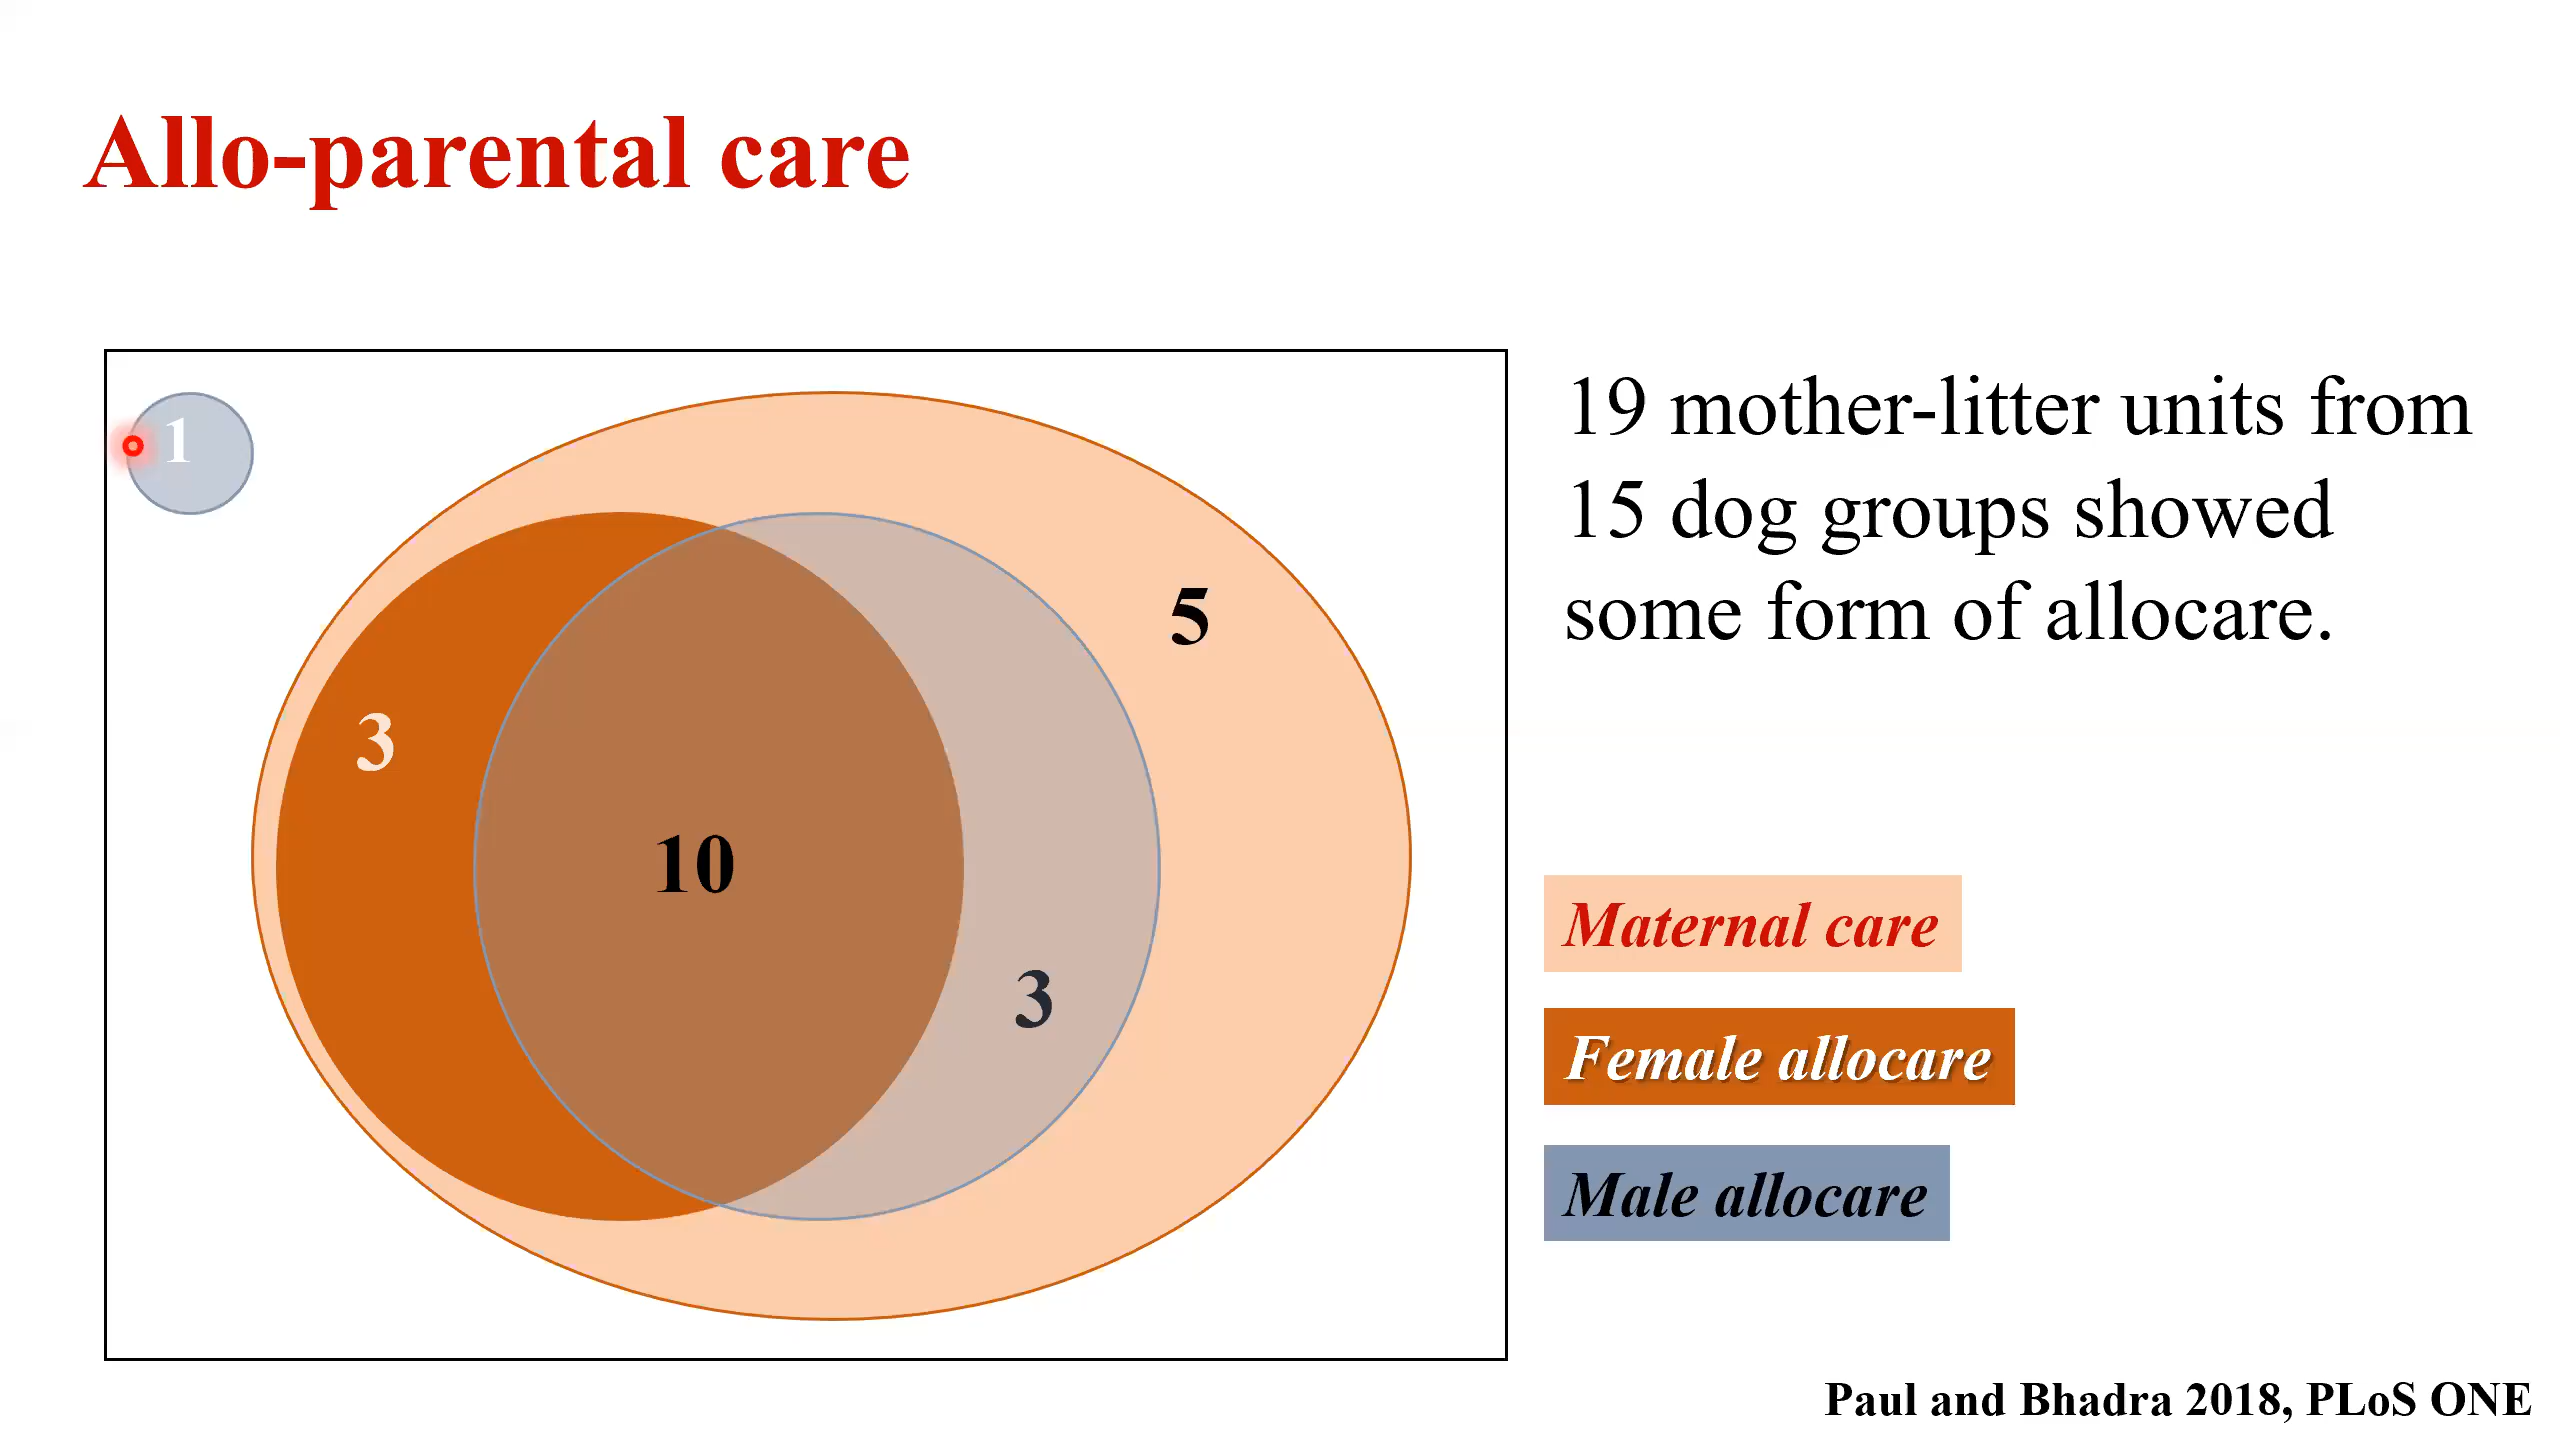 Allo-parental care
1
19 mother-litter units from
15 dog groups showed
some form of allocare.
5
3
10
3
Maternal care
Female allocare
Male allocare
Paul and Bhadra 2018, PLoS ONE